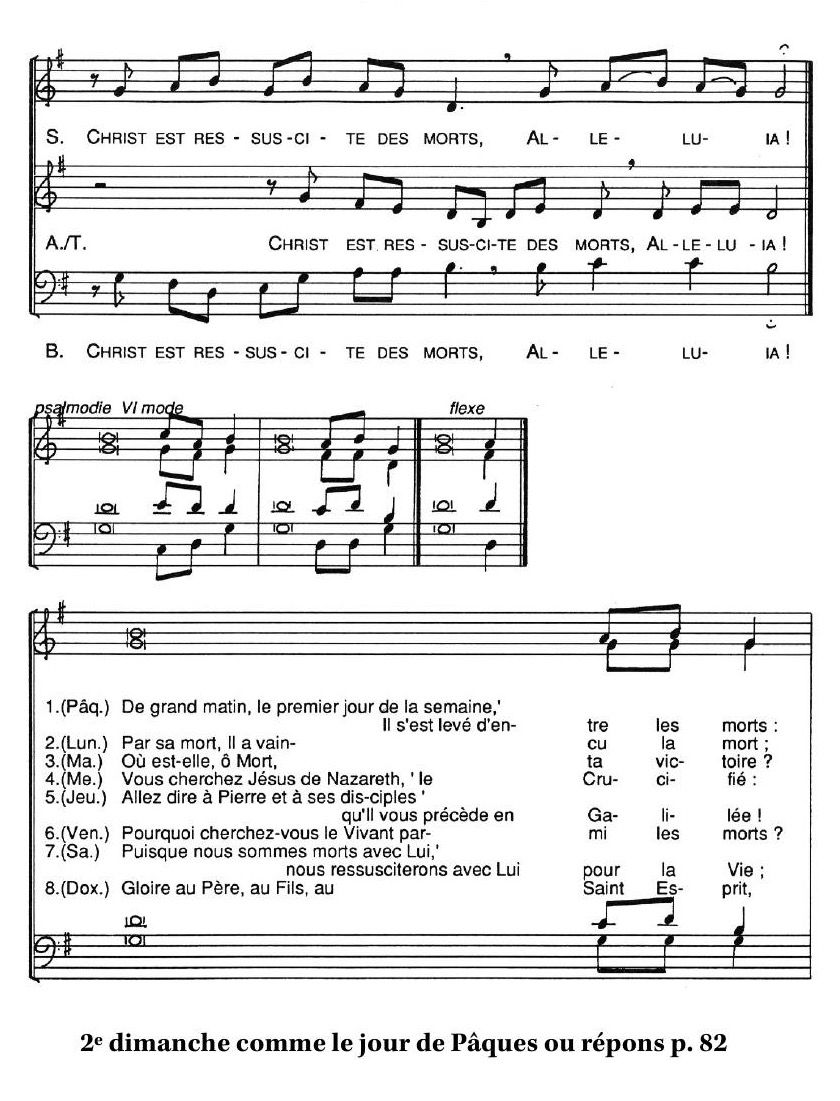 S. CHRIST EST RES - SUS - CI - TE DES MORTS, AL - LE - LU- IA !
A./T. CHRIST EST RES - SUS-CI-TE DES MORTS, AL--LE - LU - IA !
B. CHRIST EST RES - SUS - CI - TE DES MORTS, AL- LE - LU- IA !
psalmodie VI mode flexe
1.(Pâq.) De grand matin, le premier jour de la semaine,'
Il s'est levé d'en- tre les morts :
2.(Lun.) Par sa mort, Il a vain- cu la mort ;
3.(Ma.) Où est-elle, ô Mort, ta vic- toire ?
4.(Me.) Vous cherchez Jésus de Nazareth, ' le Cru- ci- fié :
5.(Jeu.) Allez dire à Pierre et à ses dis-ciples '
qu'Il vous précède en Ga- li- lée !
6.(Ven.) Pourquoi cherchez-vous le Vivant par- mi les morts ?
7.(Sa.) Puisque nous sommes morts avec Lui,'
nous ressusciterons avec Lui pour la Vie ;
8.(Dox.) Gloire au Père, au Fils, au Saint Es- prit,
2e dimanche comme le jour de Pâques ou répons p. 82